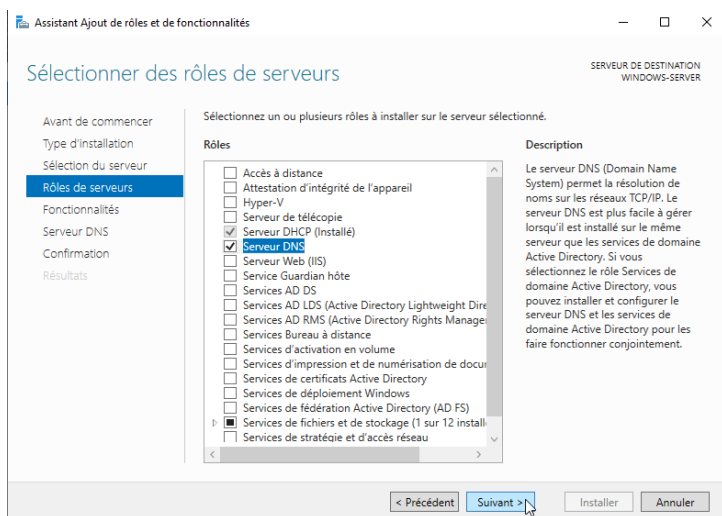 Assistant Ajout de rôles et de fonctionnalités
Sélectionner des rôles de serveurs
SERVEUR DE DESTINATION
WINDOWS-SERVER
Avant de commencer
Type d'installation
Sélection du serveur
Rôles de serveurs
Fonctionnalités
Serveur DNS
Confirmation
Résultats
Sélectionnez un ou plusieurs rôles à installer sur le serveur sélectionné.
Rôles
Accès à distance
Attestation d'intégrité de l'appareil
Hyper-V
Serveur de télécopie
Serveur DHCP (Installé)
Serveur DNS
Serveur Web (IIS)
Service Guardian hôte
Services AD DS
Services AD LDS (Active Directory Lightweight Dire
Services AD RMS (Active Directory Rights Manage
Services Bureau à distance
Services d'activation en volume
Services d'impression et de numérisation de docu
Services de certificats Active Directory
Services de déploiement Windows
Services de fédération Active Directory (AD FS)
Services de fichiers et de stockage (1 sur 12 install
Services de stratégie et d'accès réseau
Description
Le serveur DNS (Domain Name
System) permet la résolution de
noms sur les réseaux TCP/IP. Le
serveur DNS est plus facile à gérer
lorsqu'il est installé sur le même
serveur que les services de domaine
Active Directory. Si vous
sélectionnez le rôle Services de
domaine Active Directory, vous
pouvez installer et configurer le
serveur DNS et les services de
domaine Active Directory pour les
faire fonctionner conjointement.
< Précédent
Suivant >
Installer
Annuler